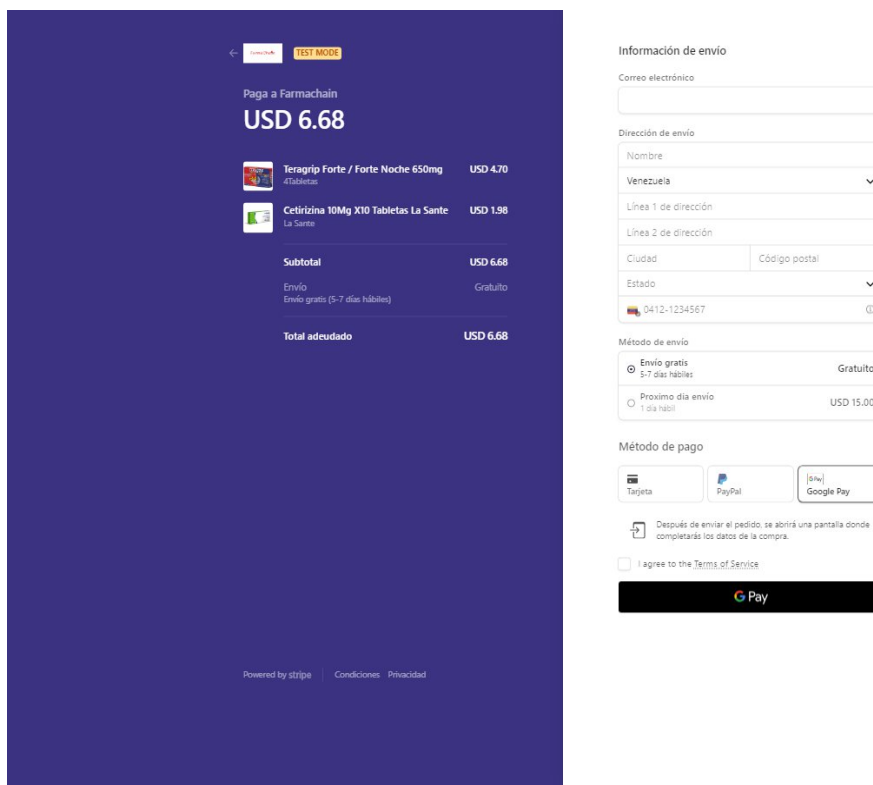 TEST MODE
Paga a Farmachain
USD 6.68
Teragrip Forte / Forte Noche 650mg USD 4.70
4Tabletas
Cetirizina 10Mg X10 Tabletas La Sante USD 1.98
La Sante
Subtotal USD 6.68
Envío Gratuito
Envío gratis (5-7 días hábiles)
Total adeudado USD 6.68
Powered by stripe Condiciones Privacidad
Información de envío
Correo electrónico
Dirección de envío
Nombre
Venezuela
Línea 1 de dirección
Línea 2 de dirección
Ciudad Código postal
Estado
0412-1234567
Método de envío
Envío gratis Gratuito
5-7 días hábiles
Proximo dia envío USD 15.00
1 día hábil
Método de pago
Tarjeta PayPal Google Pay
Después de enviar el pedido, se abrirá una pantalla donde
completarás los datos de la compra.
I agree to the Terms of Service
G Pay